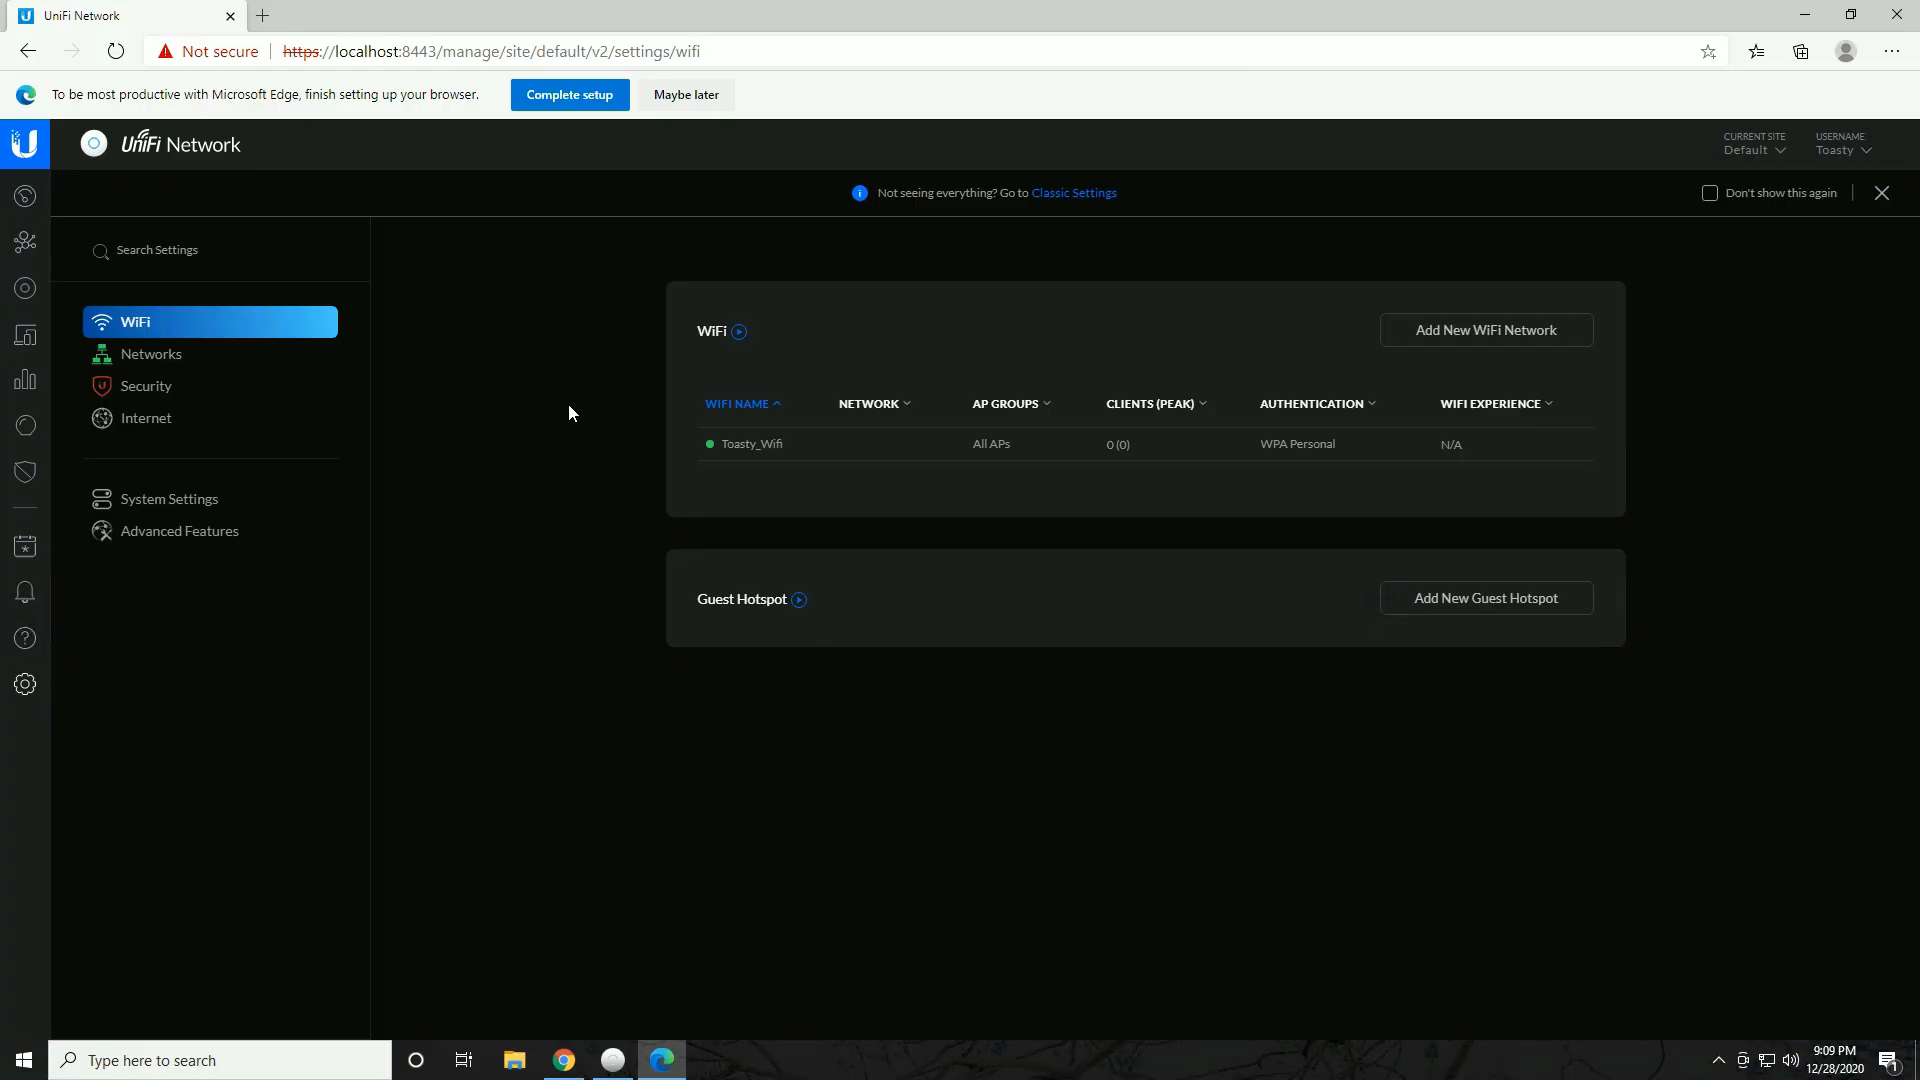 UniFi Network
Not secure
https://localhost:8443/manage/site/default/v2/settings/wifi
To be most productive with Microsoft Edge, finish setting up your browser.
Complete setup
Maybe later
UniFi Network
CURRENT SITE
Default
USERNAME
Toasty
Not seeing everything? Go to Classic Settings
Don't show this again
Search Settings
WiFi
Networks
Security
Internet
System Settings
Advanced Features
WiFi
Add New WiFi Network
WIFI NAME NETWORK AP GROUPS CLIENTS (PEAK) AUTHENTICATION WIFI EXPERIENCE
Toasty_Wifi All APs 0 (0) WPA Personal N/A
Guest Hotspot
Add New Guest Hotspot
Type here to search
9:09 PM
12/28/2020
1